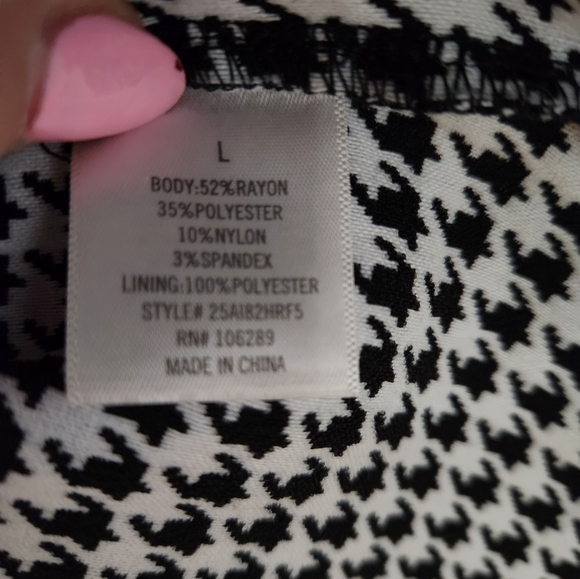 L
BODY:52%RAYON
35%POLYESTER
10%NYLON
3%SPANDEX
LINING:100%POLYESTER
STYLE# 25AI82HRF5
RN# 106289
MADE IN CHINA